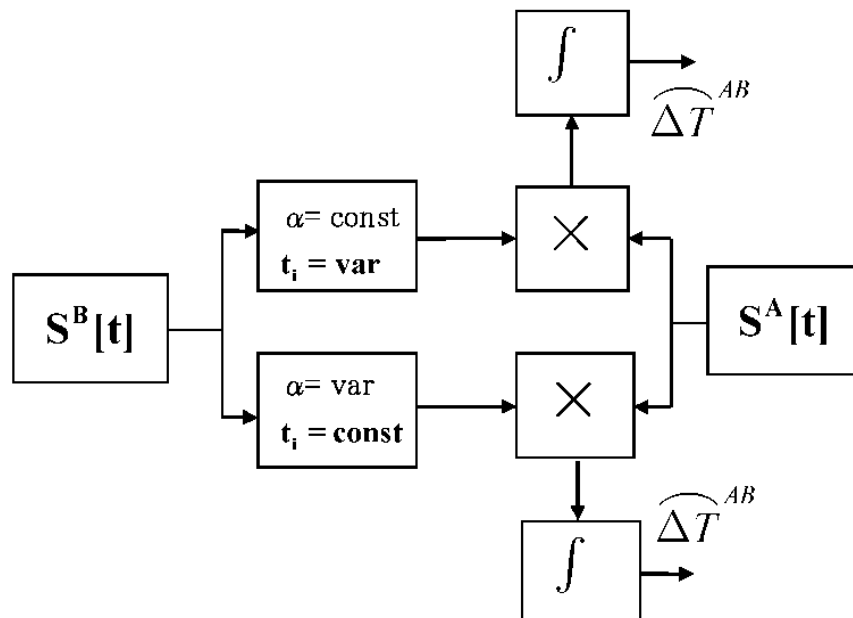 ∫
ΔT^AB
α= const
t_i = var
×
S^B[t]
S^A[t]
α= var
t_i = const
×
ΔT^AB
∫